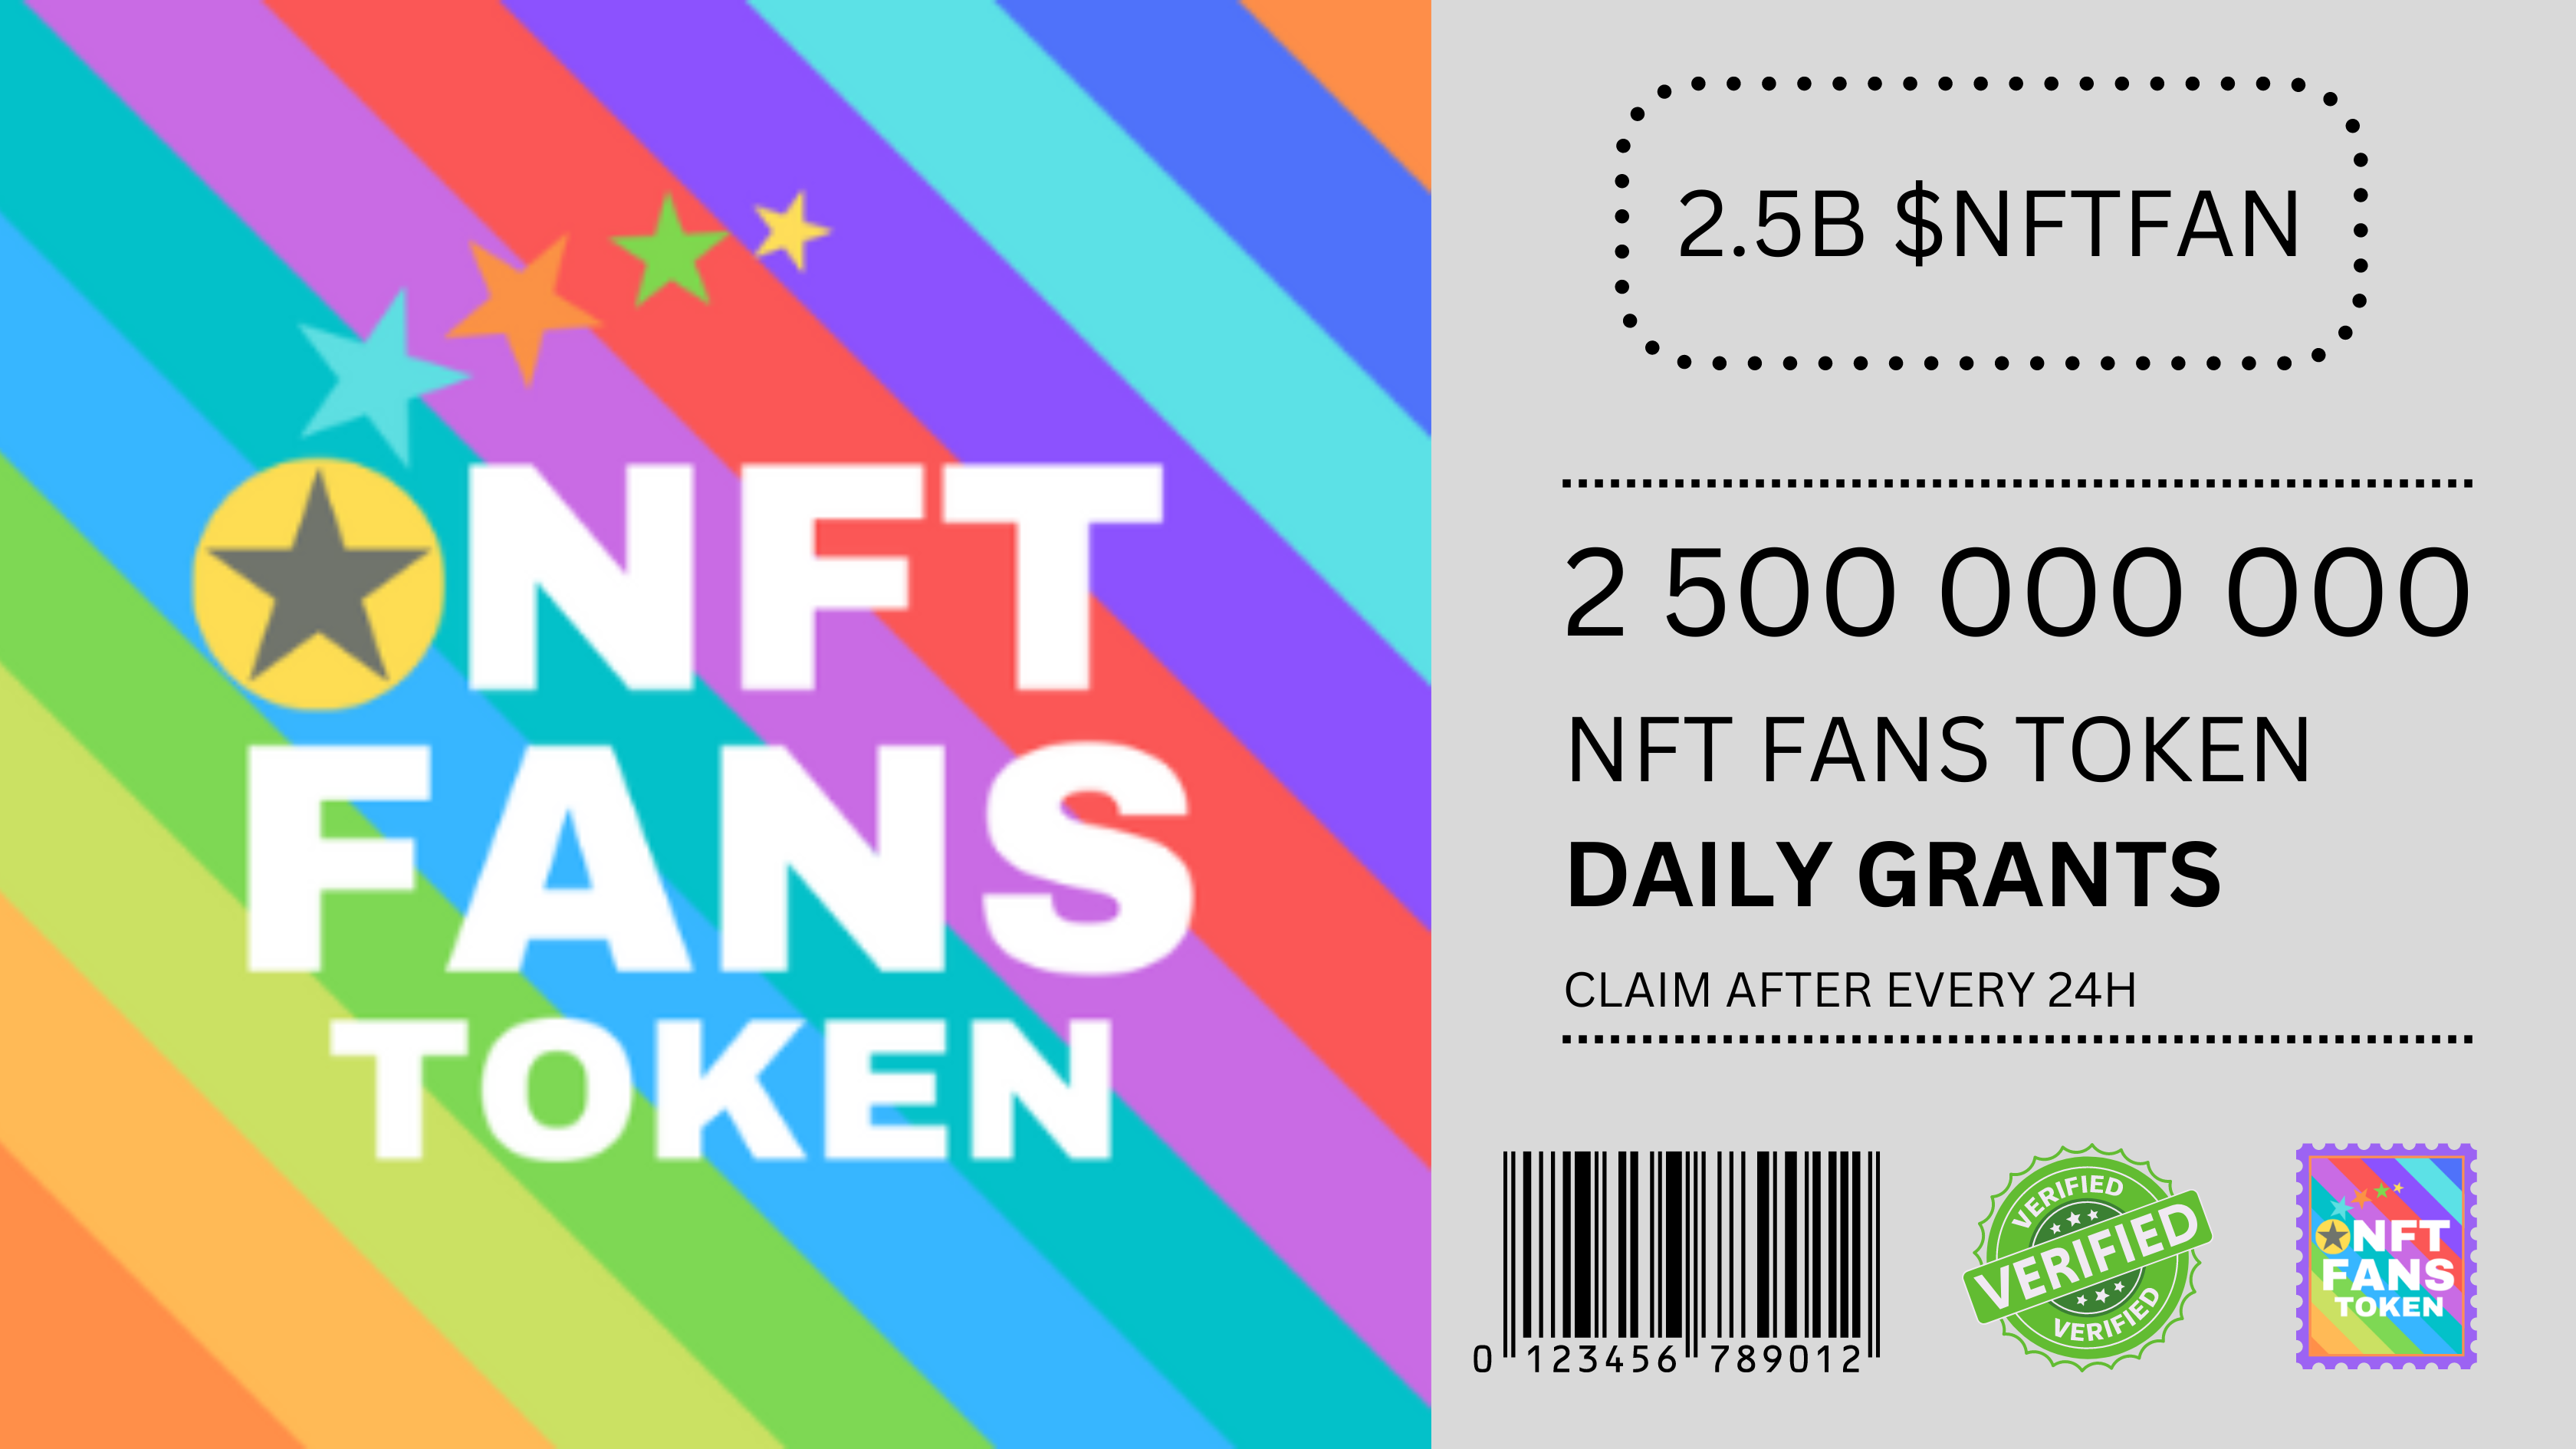 NFT
FANS
TOKEN
2.5B $NFTFAN
2 500 000 000
NFT FANS TOKEN
DAILY GRANTS
CLAIM AFTER EVERY 24H
0 123456 789012
VERIFIED
VERIFIED
VERIFIED
NFT
FANS
TOKEN